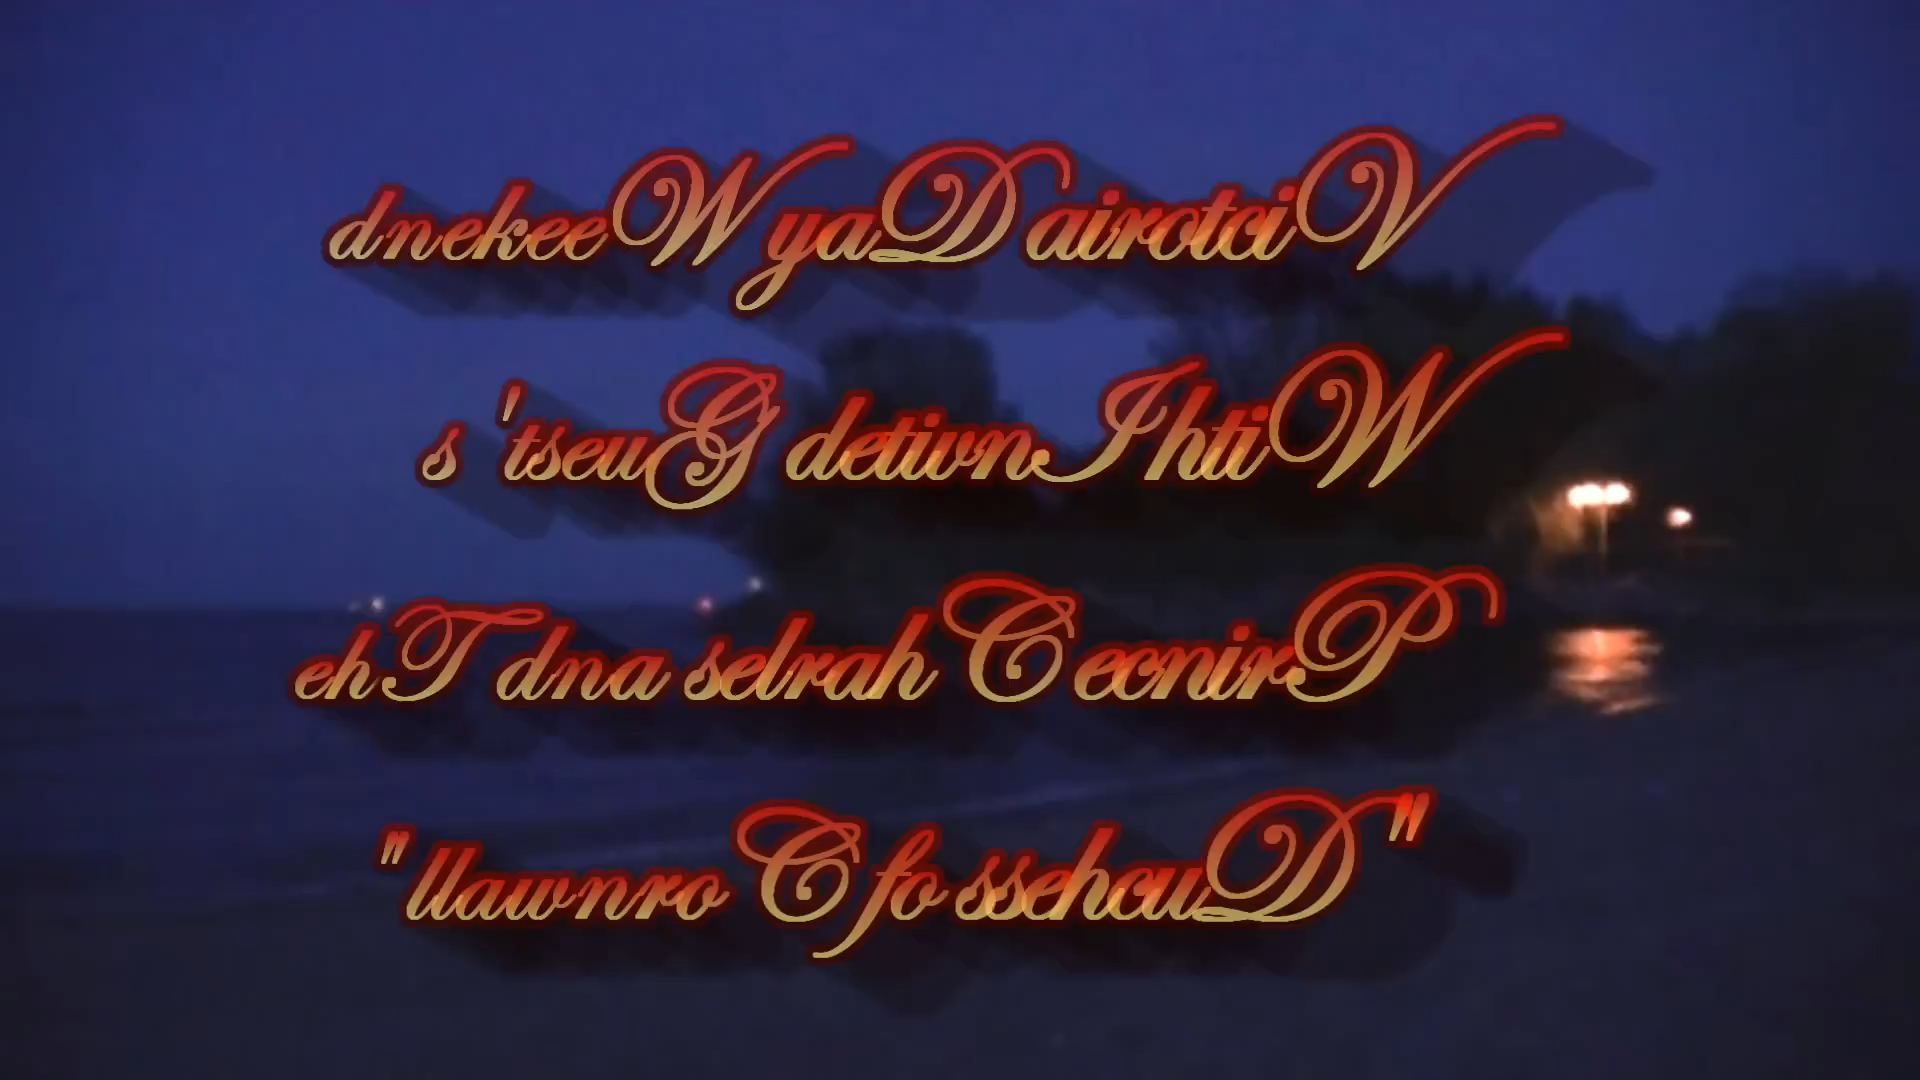 dnekeeW yaD airotciV
s 'tseuG detivnI htiW
ehT dna selrahC ecnirP
"llawnroC fo ssehcuD"